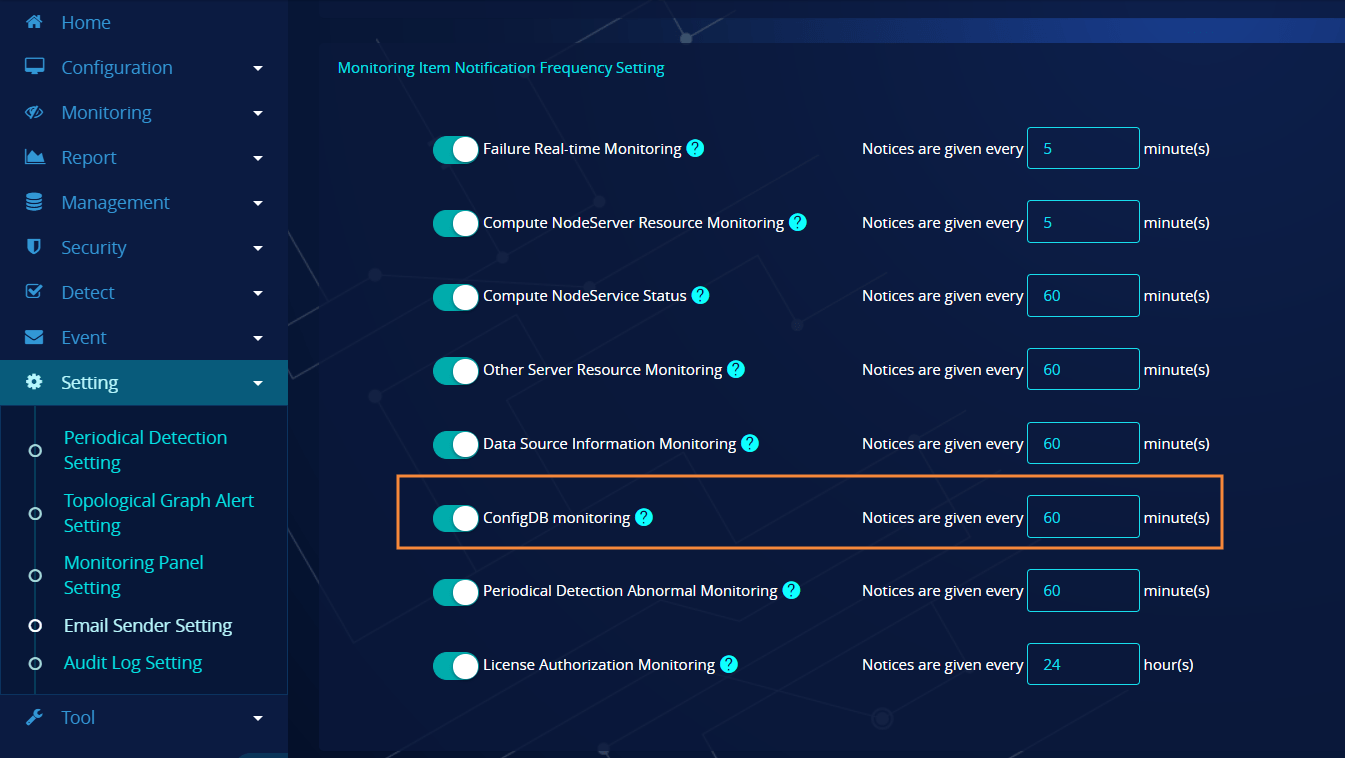 Home
Configuration
Monitoring
Report
Management
Security
Detect
Event
Setting
Periodical Detection
Setting
Topological Graph Alert
Setting
Monitoring Panel
Setting
Email Sender Setting
Audit Log Setting
Tool
Monitoring Item Notification Frequency Setting
Failure Real-time Monitoring ? Notices are given every 5 minute(s)
Compute NodeServer Resource Monitoring ? Notices are given every 5 minute(s)
Compute NodeService Status ? Notices are given every 60 minute(s)
Other Server Resource Monitoring ? Notices are given every 60 minute(s)
Data Source Information Monitoring ? Notices are given every 60 minute(s)
ConfigDB monitoring ? Notices are given every 60 minute(s)
Periodical Detection Abnormal Monitoring ? Notices are given every 60 minute(s)
License Authorization Monitoring ? Notices are given every 24 hour(s)